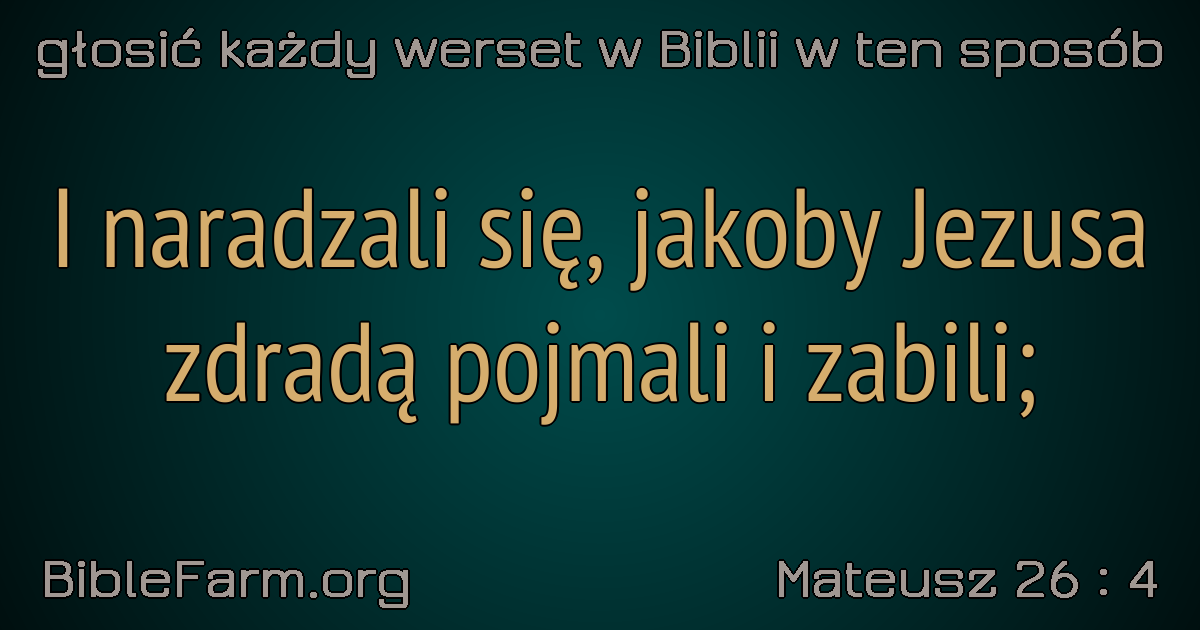 głosić każdy werset w Biblii w ten sposób
I naradzali się, jakoby Jezusa
zdradą pojmali i zabili;
BibleFarm.org
Mateusz 26 : 4